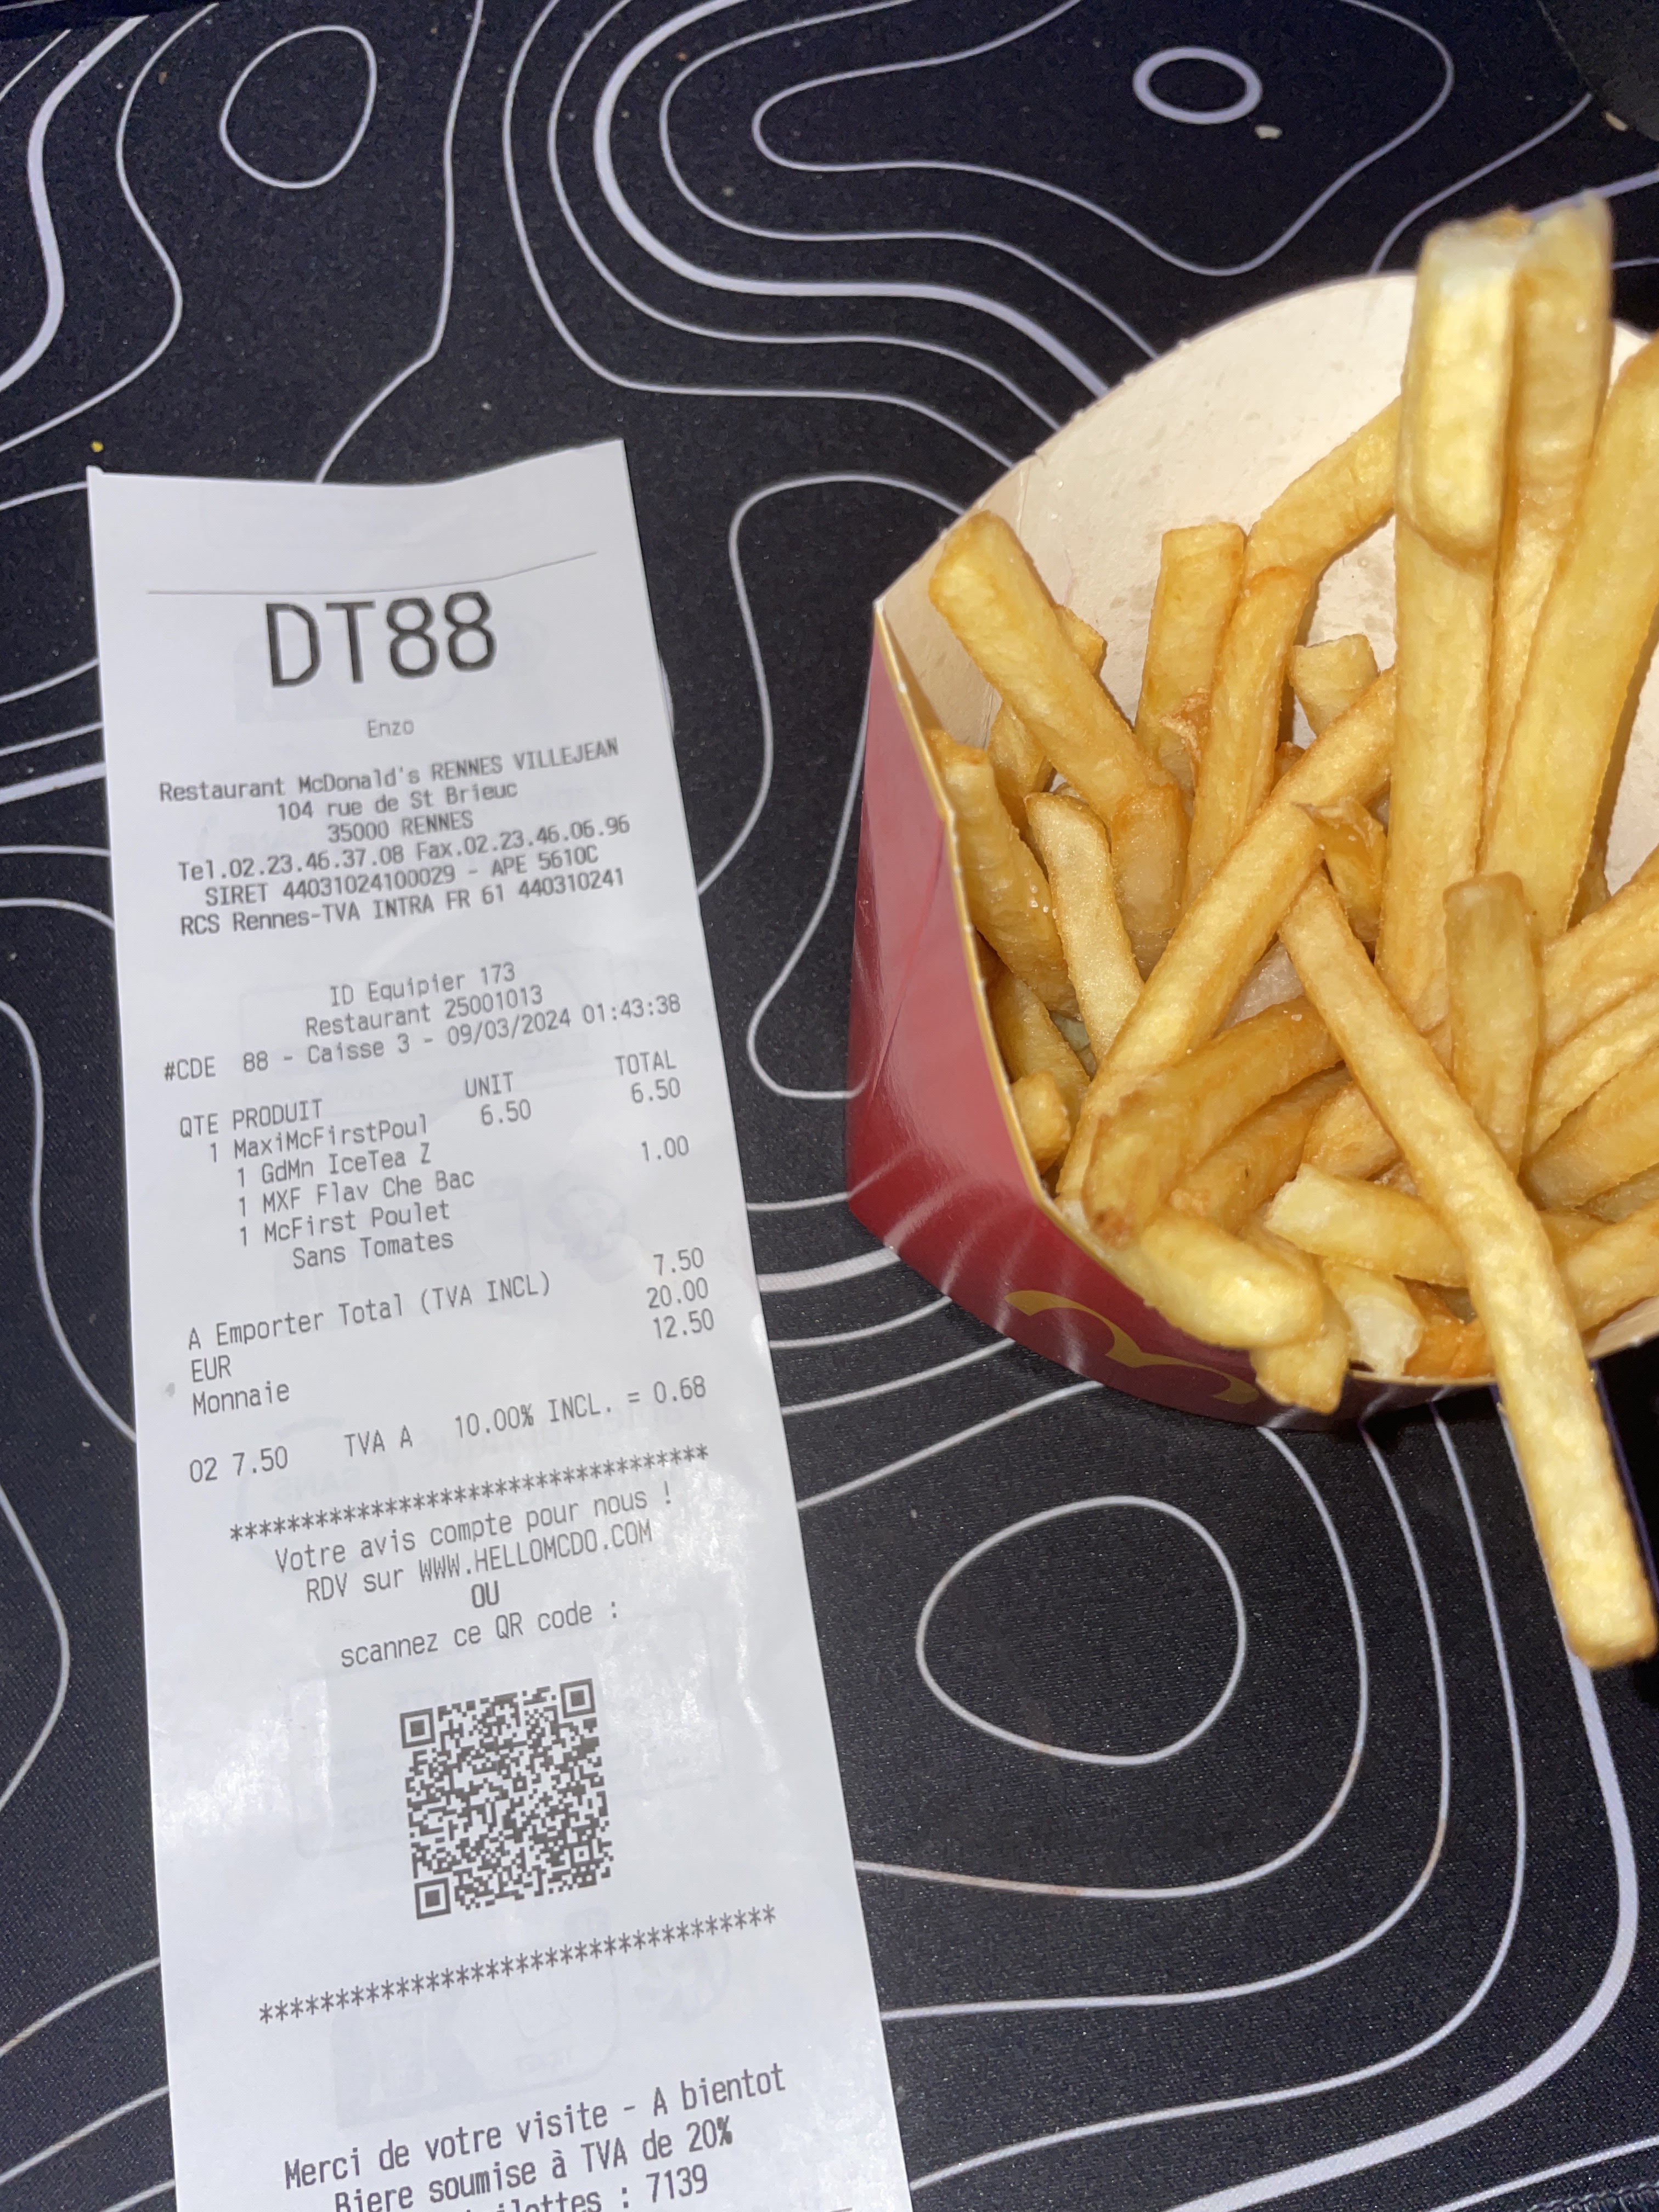 DT88
Enzo
Restaurant McDonald's RENNES VILLEJEAN
104 rue de St Brieuc
35000 RENNES
Tel.02.23.46.37.08 Fax.02.23.46.06.96
SIRET 44031024100029 - APE 5610C
RCS Rennes-TVA INTRA FR 61 440310241
ID Equipier 173
Restaurant 25001013
#CDE 88 - Caisse 3 - 09/03/2024 01:43:38
QTE PRODUIT UNIT TOTAL
1 MaxiMcFirstPoul 6.50 6.50
1 GdMn IceTea Z
1 MXF Flav Che Bac 1.00
1 McFirst Poulet
Sans Tomates
A Emporter Total (TVA INCL) 7.50
EUR 20.00
Monnaie 12.50
02 7.50 TVA A 10.00% INCL. = 0.68
*********************************
Votre avis compte pour nous !
RDV sur WWW.HELLOMCDO.COM
OU
scannez ce QR code :
*********************************
Merci de votre visite - A bientot
Biere soumise à TVA de 20%
: 7139